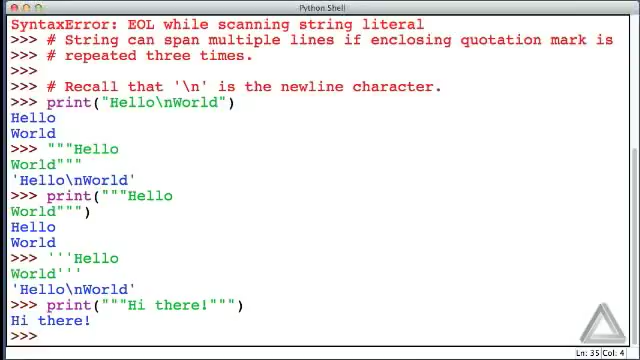 Python Shell
SyntaxError: EOL while scanning string literal
>>> # String can span multiple lines if enclosing quotation mark is
>>> # repeated three times.
>>>
>>> # Recall that '\n' is the newline character.
>>> print("Hello\nWorld")
Hello
World
>>> """Hello
World"""
'Hello\nWorld'
>>> print("""Hello
World""")
Hello
World
>>> '''Hello
World'''
'Hello\nWorld'
>>> print("""Hi there!""")
Hi there!
>>>
Ln: 35 Col: 4